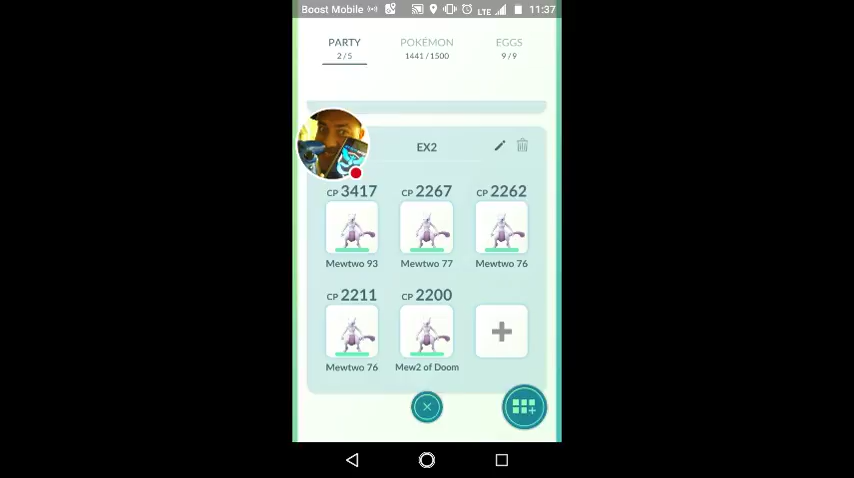 Boost Mobile LTE 11:37
PARTY POKÉMON EGGS
2 / 5 1441 / 1500 9 / 9
EX2
CP 3417 CP 2267 CP 2262
Mewtwo 93 Mewtwo 77 Mewtwo 76
CP 2211 CP 2200
Mewtwo 76 Mew2 of Doom